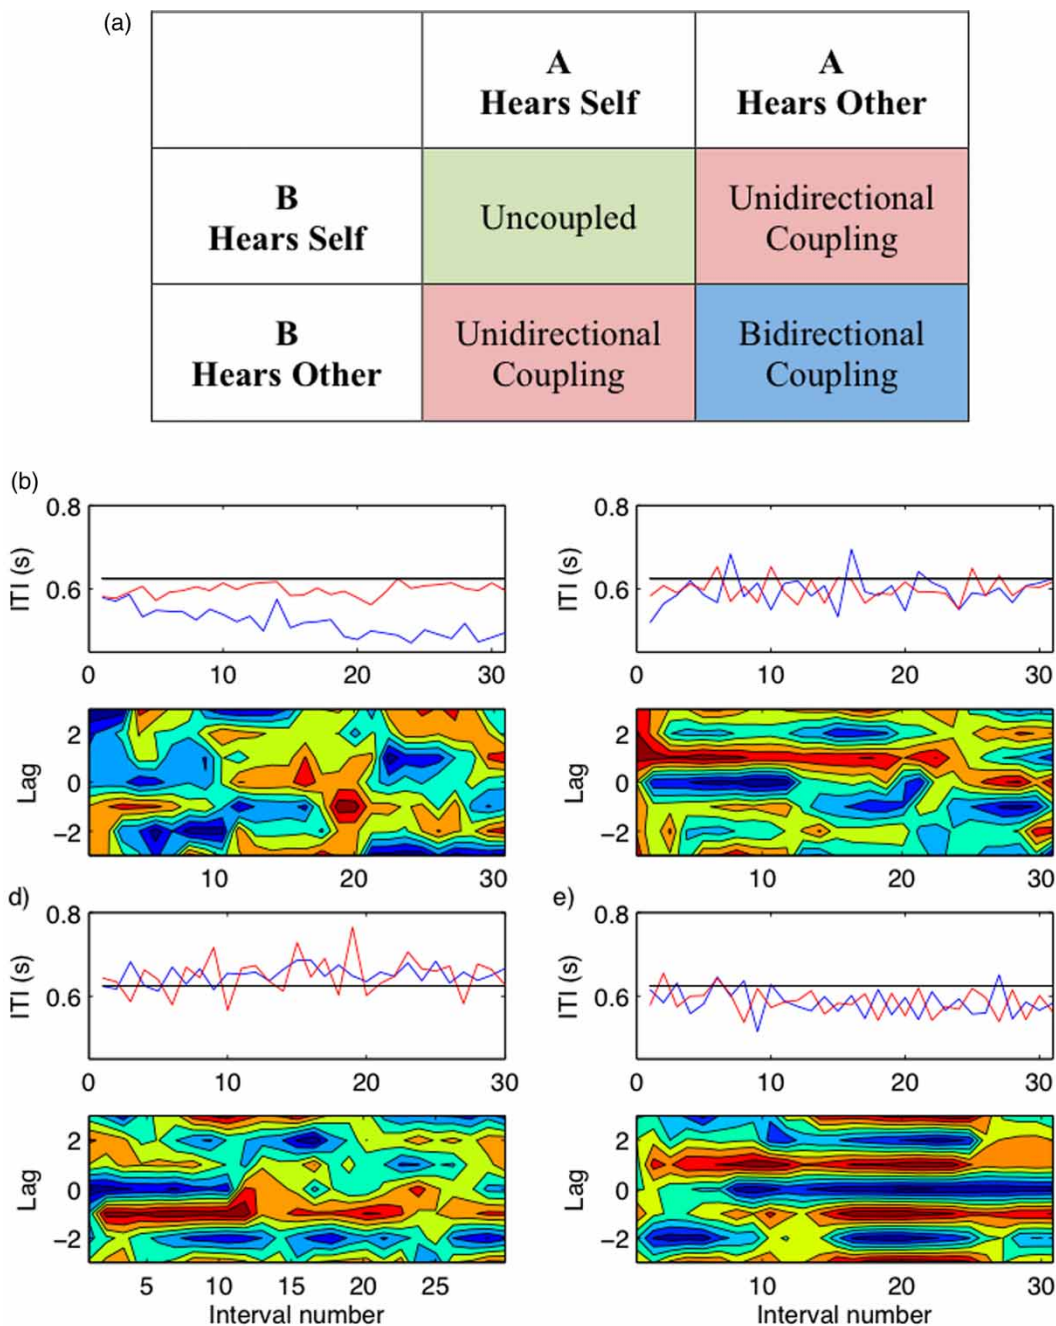 (a)
A
Hears Self
A
Hears Other
B
Hears Self
Uncoupled
Unidirectional
Coupling
B
Hears Other
Unidirectional
Coupling
Bidirectional
Coupling
(b)
0.8
0.6
ITI (s)
0 10 20 30
0.8
0.6
ITI (s)
0 10 20 30
2
0
−2
Lag
10 20 30
2
0
−2
Lag
10 20 30
d)
0.8
0.6
ITI (s)
0 10 20 30
e)
0.8
0.6
ITI (s)
0 10 20 30
2
0
−2
Lag
5 10 15 20 25
Interval number
2
0
−2
Lag
10 20 30
Interval number